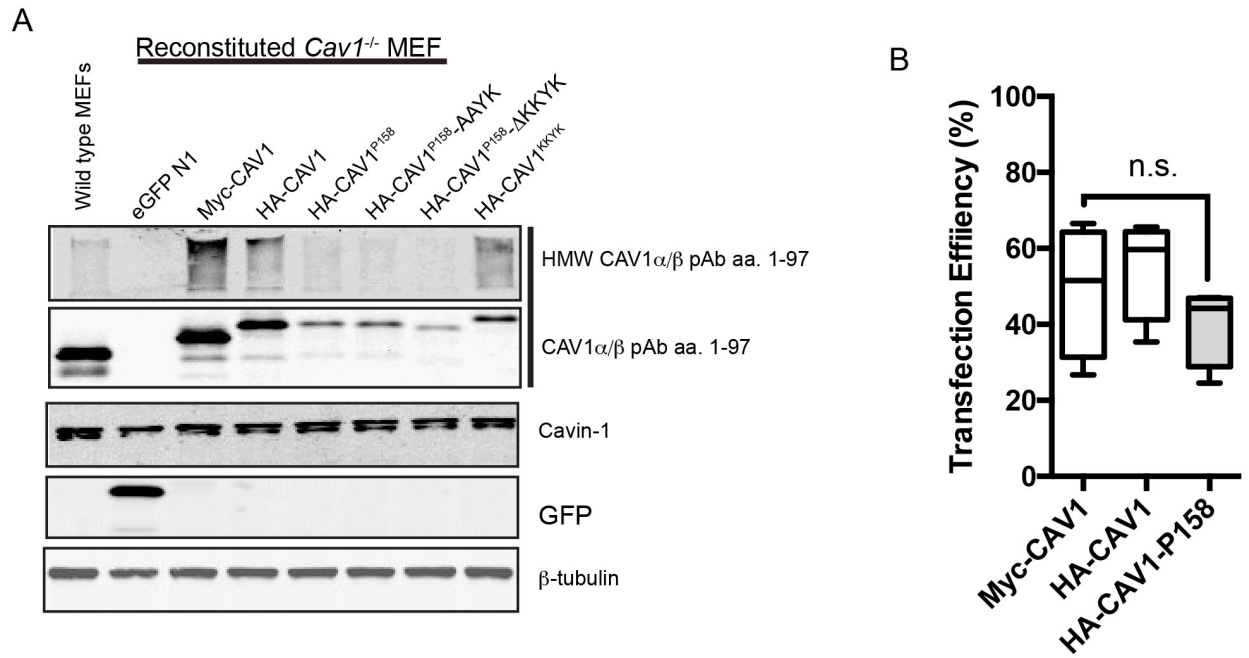 A
Reconstituted Cav1-/- MEF
Wild type MEFs
eGFP N1
Myc-CAV1
HA-CAV1
HA-CAV1P158
HA-CAV1P158-AAYK
HA-CAV1P158-ΔKKYK
HA-CAV1KKYK
HMW CAV1α/β pAb aa. 1-97
CAV1α/β pAb aa. 1-97
Cavin-1
GFP
β-tubulin
B
Transfection Effiiency (%)
100
80
60
40
20
0
n.s.
Myc-CAV1
HA-CAV1
HA-CAV1-P158